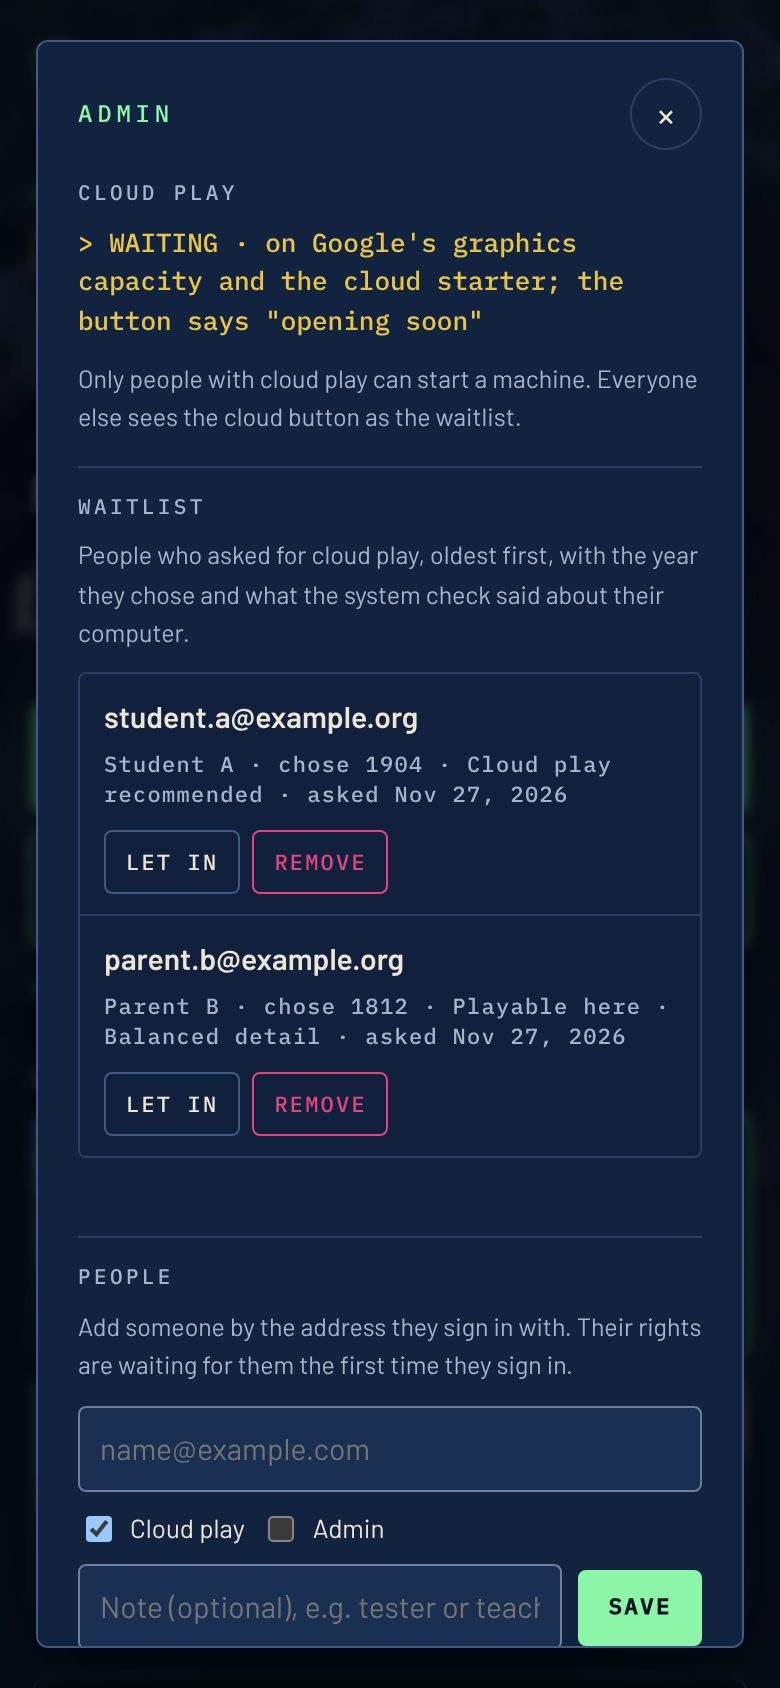 ADMIN
×
CLOUD PLAY
> WAITING · on Google's graphics
capacity and the cloud starter; the
button says "opening soon"
Only people with cloud play can start a machine. Everyone
else sees the cloud button as the waitlist.
WAITLIST
People who asked for cloud play, oldest first, with the year
they chose and what the system check said about their
computer.
student.a@example.org
Student A · chose 1904 · Cloud play
recommended · asked Nov 27, 2026
LET IN REMOVE
parent.b@example.org
Parent B · chose 1812 · Playable here ·
Balanced detail · asked Nov 27, 2026
LET IN REMOVE
PEOPLE
Add someone by the address they sign in with. Their rights
are waiting for them the first time they sign in.
name@example.com
Cloud play Admin
Note (optional), e.g. tester or teach
SAVE